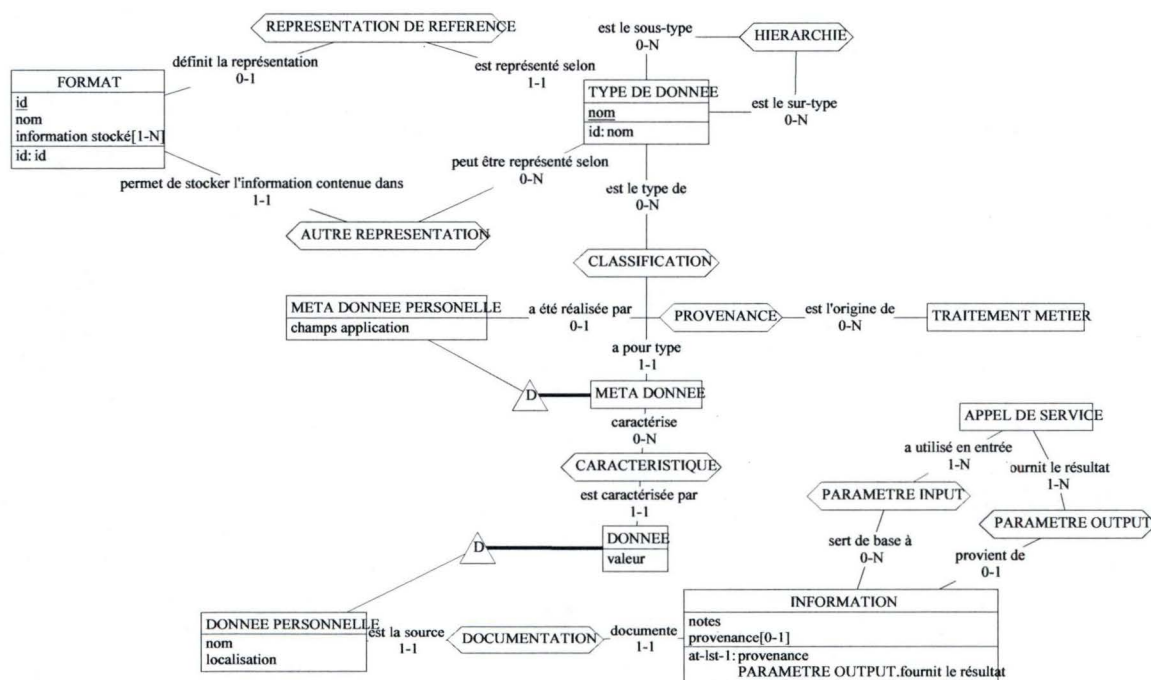 REPRESENTATION DE REFERENCE
est le sous-type
0-N
HIERARCHIE
définit la représentation
0-1
est représenté selon
1-1
FORMAT
id
nom
information stocké[1-N]
id: id
TYPE DE DONNEE
nom
id: nom
est le sur-type
0-N
peut être représenté selon
0-N
permet de stocker l'information contenue dans
1-1
est le type de
0-N
AUTRE REPRESENTATION
CLASSIFICATION
META DONNEE PERSONELLE
champs application
a été réalisée par
0-1
PROVENANCE
est l'origine de
0-N
TRAITEMENT METIER
a pour type
1-1
D
META DONNEE
caractérise
0-N
APPEL DE SERVICE
a utilisé en entrée
1-N
ournit le résultat
1-N
CARACTERISTIQUE
est caractérisée par
1-1
PARAMETRE INPUT
PARAMETRE OUTPUT
D
DONNEE
valeur
sert de base à
0-N
provient de
0-1
DONNEE PERSONNELLE
nom
localisation
est la source
1-1
DOCUMENTATION
documente
1-1
INFORMATION
notes
provenance[0-1]
at-lst-1: provenance
PARAMETRE OUTPUT.fournit le résultat